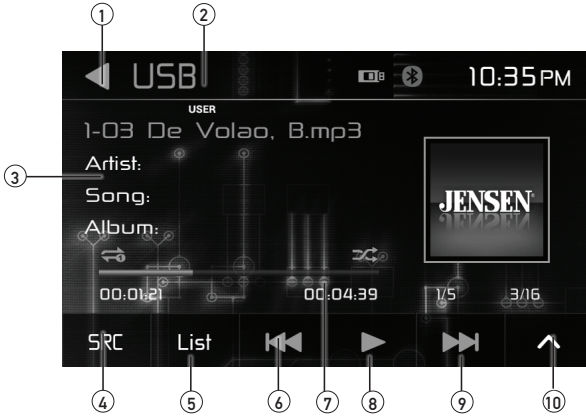 1 2
USB 10:35PM
USER
1-03 De Volao, B.mp3
Artist:
3
Song:
Album:
JENSEN
00:01:21 00:04:39 1/5 3/16
SRC List
4 5 6 7 8 9 10